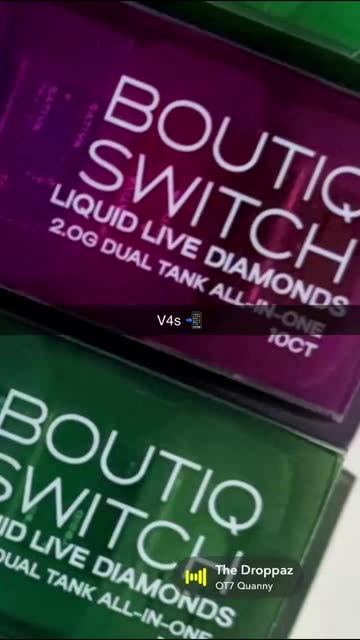 BOUTIQ
SWITCH
LIQUID LIVE DIAMONDS
2.0G DUAL TANK ALL-IN-ONE
10CT
SATIVA
V4s 📲
BOUTIQ
SWITCH
LIVE DIAMONDS
DUAL TANK ALL-IN-ONE
The Droppaz
OT7 Quanny